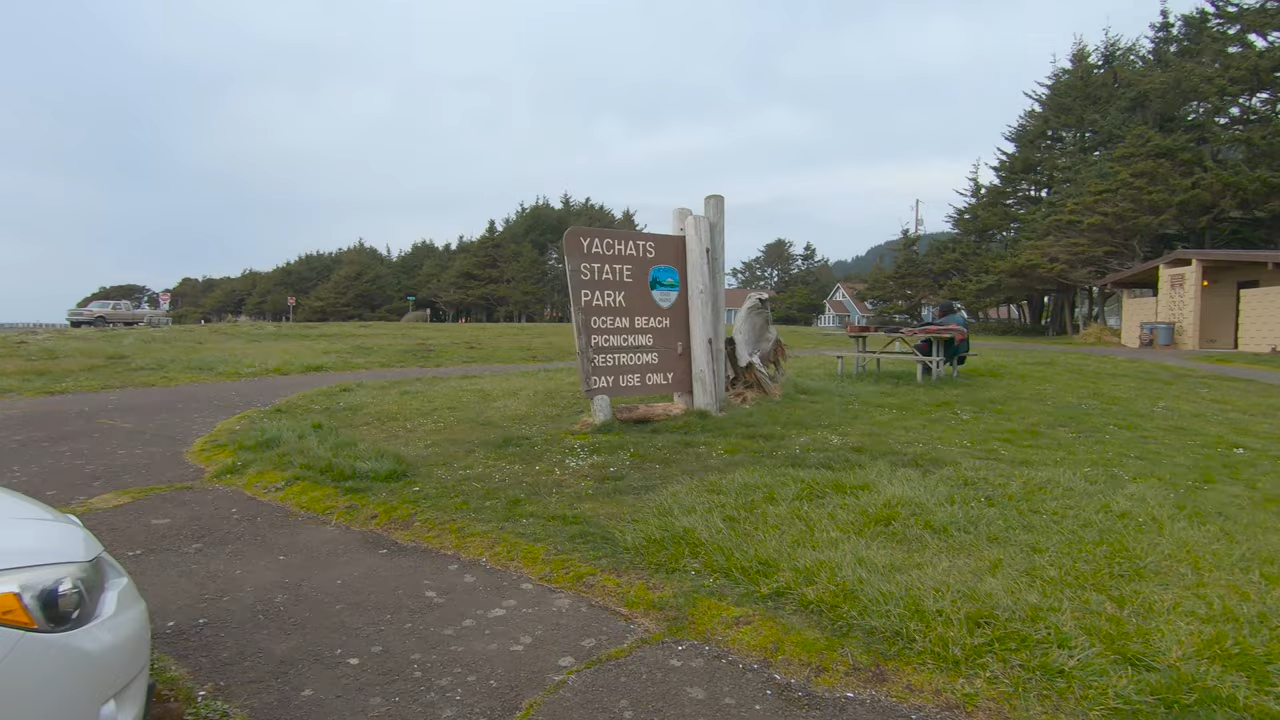 YACHATS
STATE
PARK
OCEAN BEACH
PICNICKING
RESTROOMS
DAY USE ONLY